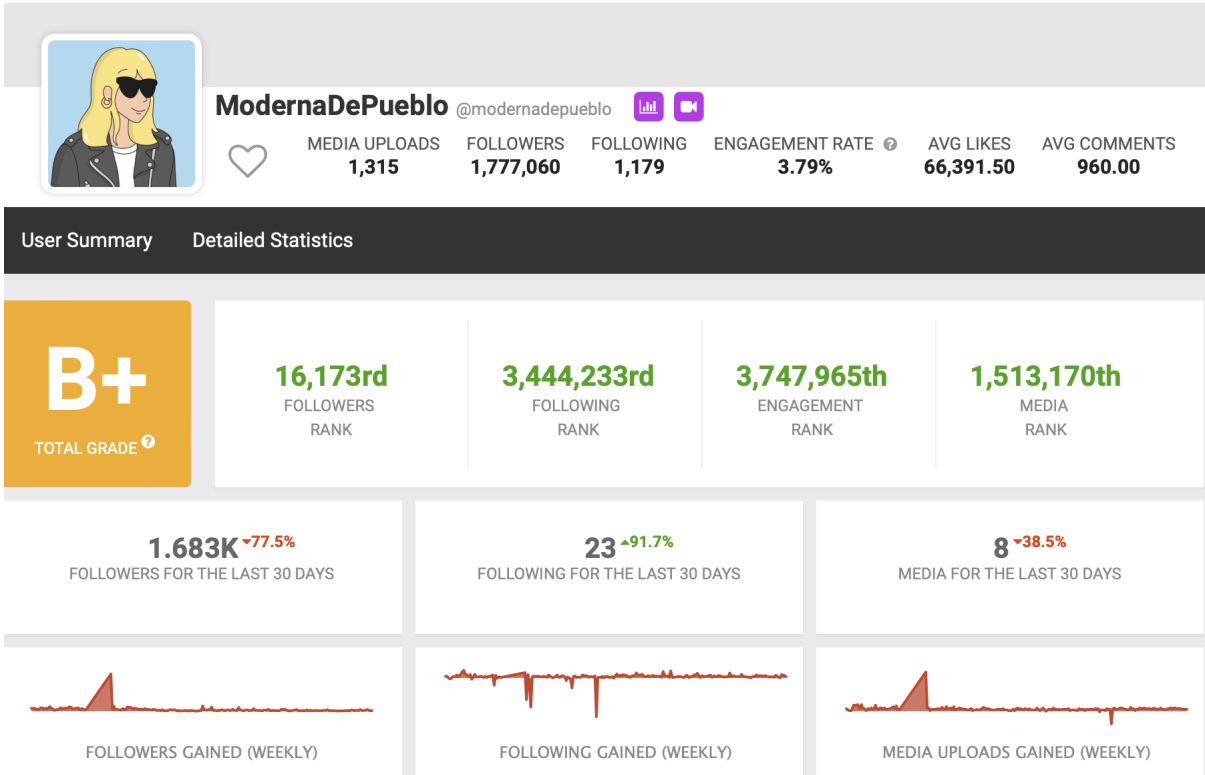 ModernaDePueblo @modernadepueblo
MEDIA UPLOADS FOLLOWERS FOLLOWING ENGAGEMENT RATE ? AVG LIKES AVG COMMENTS
1,315 1,777,060 1,179 3.79% 66,391.50 960.00
User Summary Detailed Statistics
B+
TOTAL GRADE ?
16,173rd
FOLLOWERS
RANK
3,444,233rd
FOLLOWING
RANK
3,747,965th
ENGAGEMENT
RANK
1,513,170th
MEDIA
RANK
1.683K 77.5%
FOLLOWERS FOR THE LAST 30 DAYS
23 91.7%
FOLLOWING FOR THE LAST 30 DAYS
8 38.5%
MEDIA FOR THE LAST 30 DAYS
FOLLOWERS GAINED (WEEKLY)
FOLLOWING GAINED (WEEKLY)
MEDIA UPLOADS GAINED (WEEKLY)